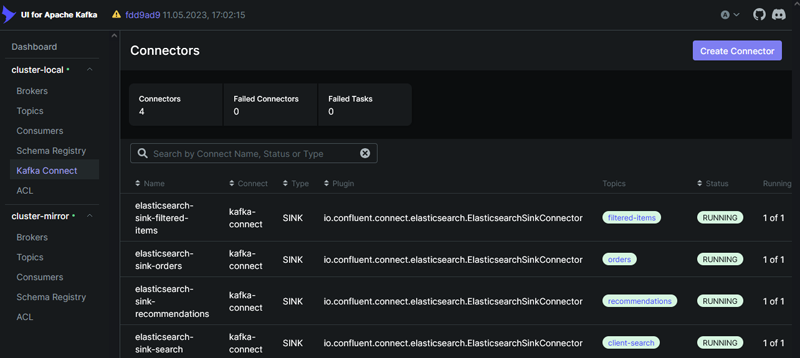 UI for Apache Kafka
fdd9ad9 11.05.2023, 17:02:15
A
Dashboard
cluster-local
Brokers
Topics
Consumers
Schema Registry
Kafka Connect
ACL
cluster-mirror
Brokers
Topics
Consumers
Schema Registry
ACL
Connectors
Create Connector
Connectors
4
Failed Connectors
0
Failed Tasks
0
Search by Connect Name, Status or Type
Name Connect Type Plugin Topics Status Running
elasticsearch-
sink-filtered-
items
kafka-
connect
SINK
io.confluent.connect.elasticsearch.ElasticsearchSinkConnector
filtered-items
RUNNING
1 of 1
elasticsearch-
sink-orders
kafka-
connect
SINK
io.confluent.connect.elasticsearch.ElasticsearchSinkConnector
orders
RUNNING
1 of 1
elasticsearch-
sink-
recommendations
kafka-
connect
SINK
io.confluent.connect.elasticsearch.ElasticsearchSinkConnector
recommendations
RUNNING
1 of 1
elasticsearch-
sink-search
kafka-
connect
SINK
io.confluent.connect.elasticsearch.ElasticsearchSinkConnector
client-search
RUNNING
1 of 1